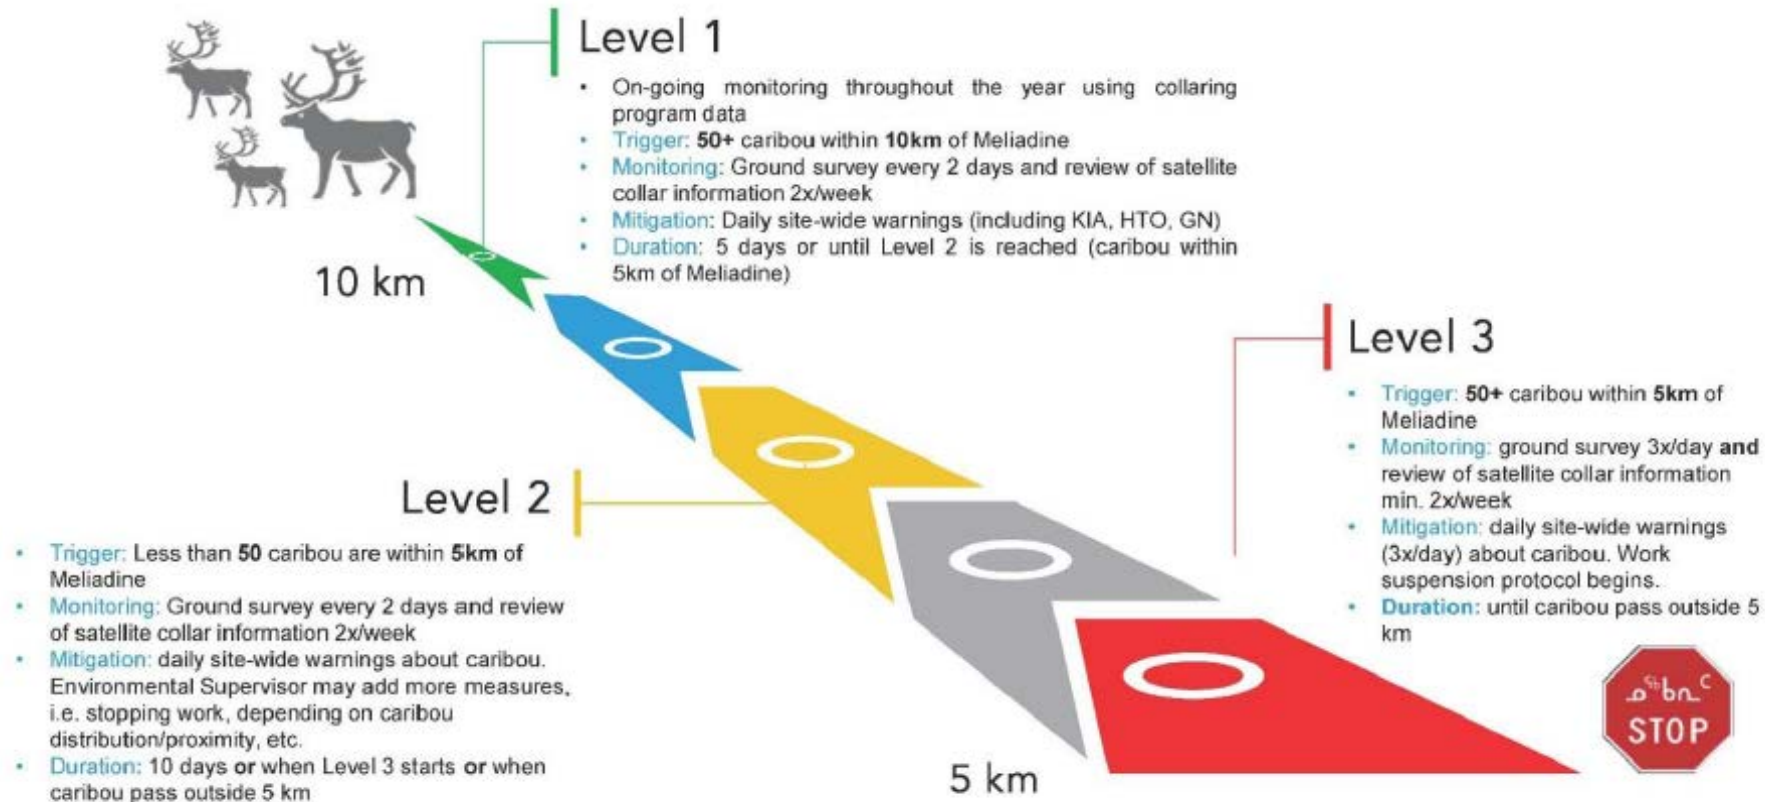 Level 1
• On-going monitoring throughout the year using collaring
program data
• Trigger: 50+ caribou within 10km of Meliadine
• Monitoring: Ground survey every 2 days and review of satellite
collar information 2x/week
• Mitigation: Daily site-wide warnings (including KIA, HTO, GN)
• Duration: 5 days or until Level 2 is reached (caribou within
5km of Meliadine)
10 km
Level 3
• Trigger: 50+ caribou within 5km of
Meliadine
• Monitoring: ground survey 3x/day and
review of satellite collar information
min. 2x/week
• Mitigation: daily site-wide warnings
(3x/day) about caribou. Work
suspension protocol begins.
• Duration: until caribou pass outside 5
km
Level 2
• Trigger: Less than 50 caribou are within 5km of
Meliadine
• Monitoring: Ground survey every 2 days and review
of satellite collar information 2x/week
• Mitigation: daily site-wide warnings about caribou.
Environmental Supervisor may add more measures,
i.e. stopping work, depending on caribou
distribution/proximity, etc.
• Duration: 10 days or when Level 3 starts or when
caribou pass outside 5 km
5 km
ᓄᖅᑲᕆᑦ
STOP